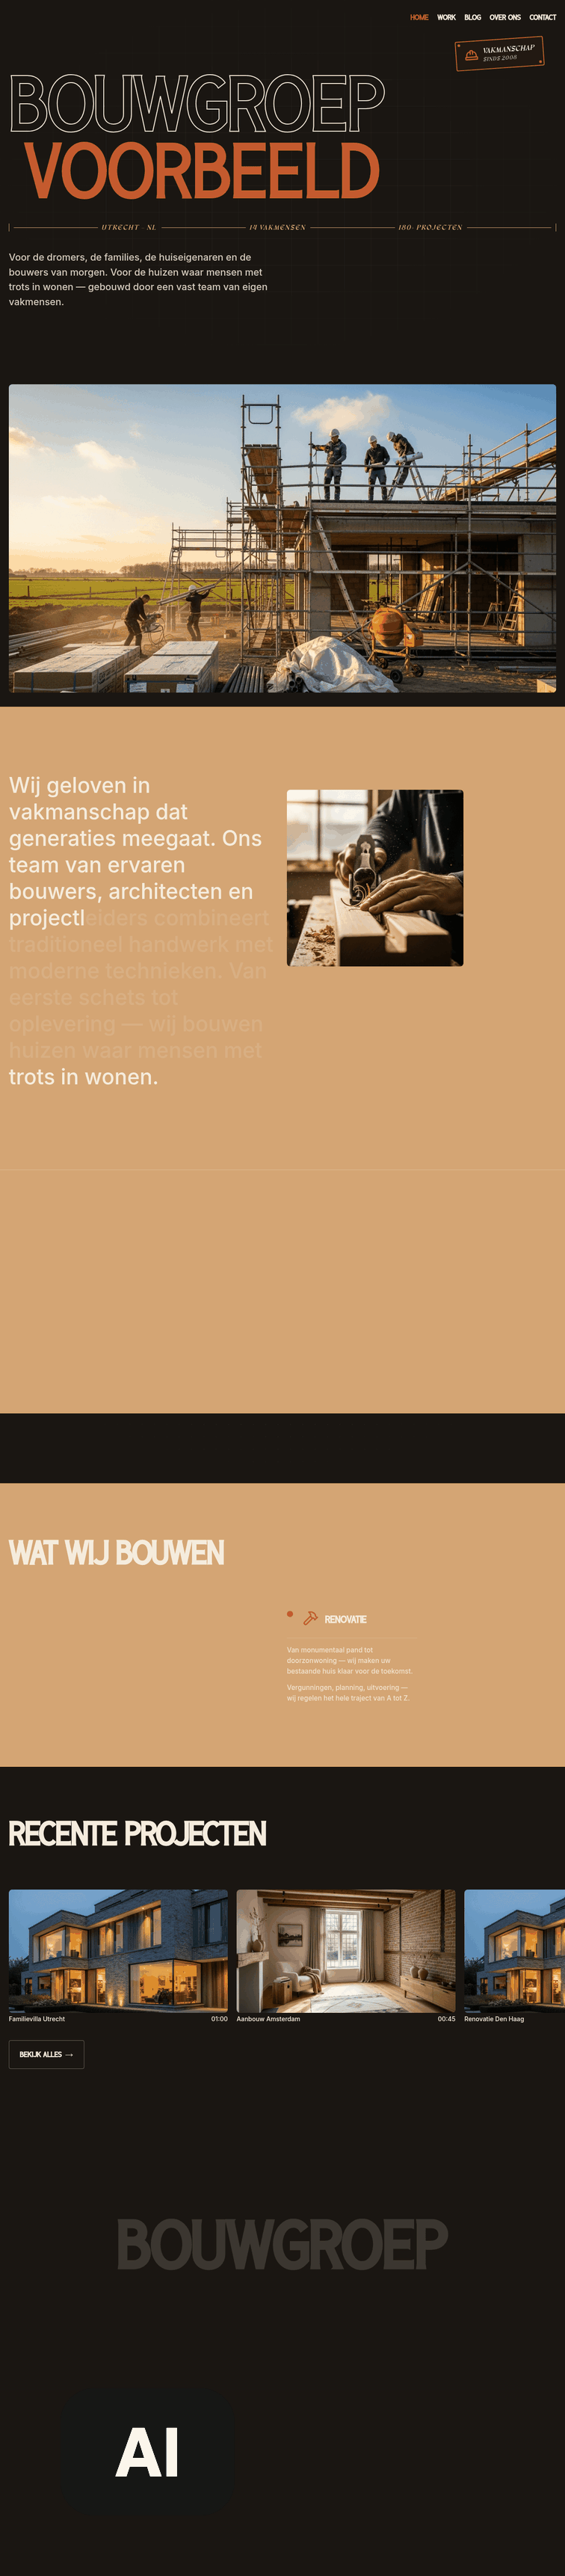 HOME WORK BLOG OVER ONS CONTACT
VAKMANSCHAP
SINDS 2008
BOUWGROEP
VOORBEELD
UTRECHT · NL 14 VAKMENSEN 180+ PROJECTEN
Voor de dromers, de families, de huiseigenaren en de
bouwers van morgen. Voor de huizen waar mensen met
trots in wonen — gebouwd door een vast team van eigen
vakmensen.
Wij geloven in
vakmanschap dat
generaties meegaat. Ons
team van ervaren
bouwers, architecten en
projectleiders combineert
traditioneel handwerk met
moderne technieken. Van
eerste schets tot
oplevering — wij bouwen
huizen waar mensen met
trots in wonen.
WAT WIJ BOUWEN
RENOVATIE
Van monumentaal pand tot
doorzonwoning — wij maken uw
bestaande huis klaar voor de toekomst.
Vergunningen, planning, uitvoering —
wij regelen het hele traject van A tot Z.
RECENTE PROJECTEN
Familievilla Utrecht 01:00
Aanbouw Amsterdam 00:45
Renovatie Den Haag
BEKIJK ALLES →
BOUWGROEP
AI